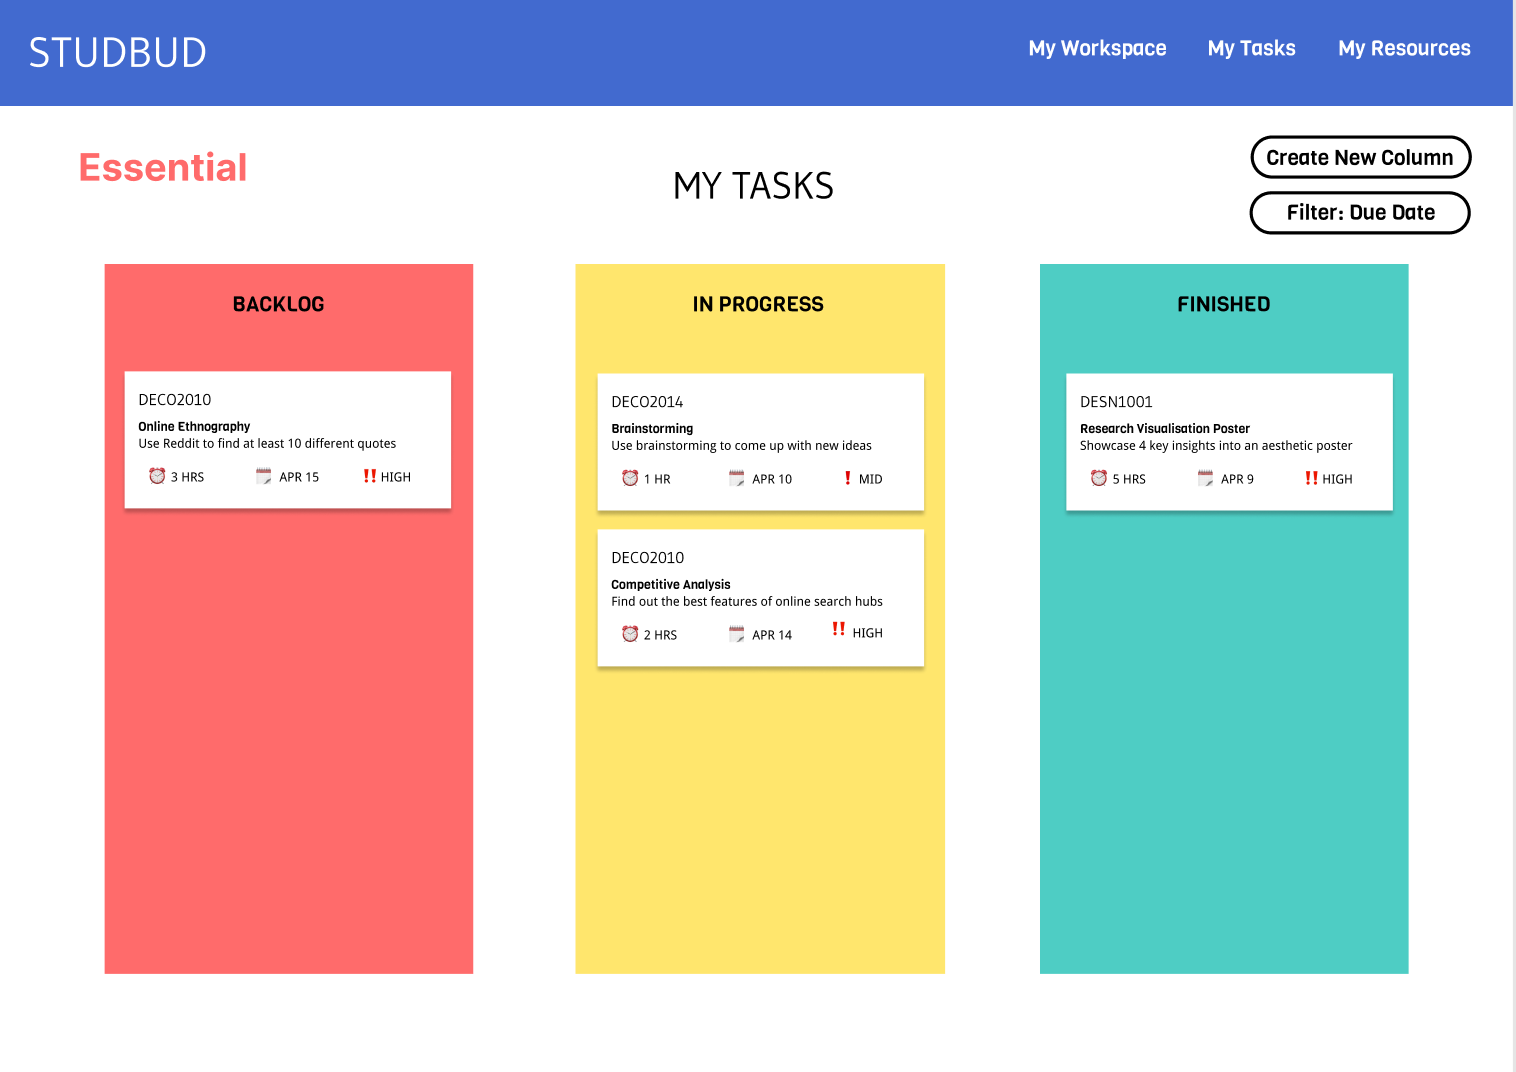 STUDBUD
My Workspace
My Tasks
My Resources
Essential
MY TASKS
Create New Column
Filter: Due Date
BACKLOG
DECO2010
Online Ethnography
Use Reddit to find at least 10 different quotes
3 HRS
APR 15
‼ HIGH
IN PROGRESS
DECO2014
Brainstorming
Use brainstorming to come up with new ideas
1 HR
APR 10
❗ MID
DECO2010
Competitive Analysis
Find out the best features of online search hubs
2 HRS
APR 14
‼ HIGH
FINISHED
DESN1001
Research Visualisation Poster
Showcase 4 key insights into an aesthetic poster
5 HRS
APR 9
‼ HIGH